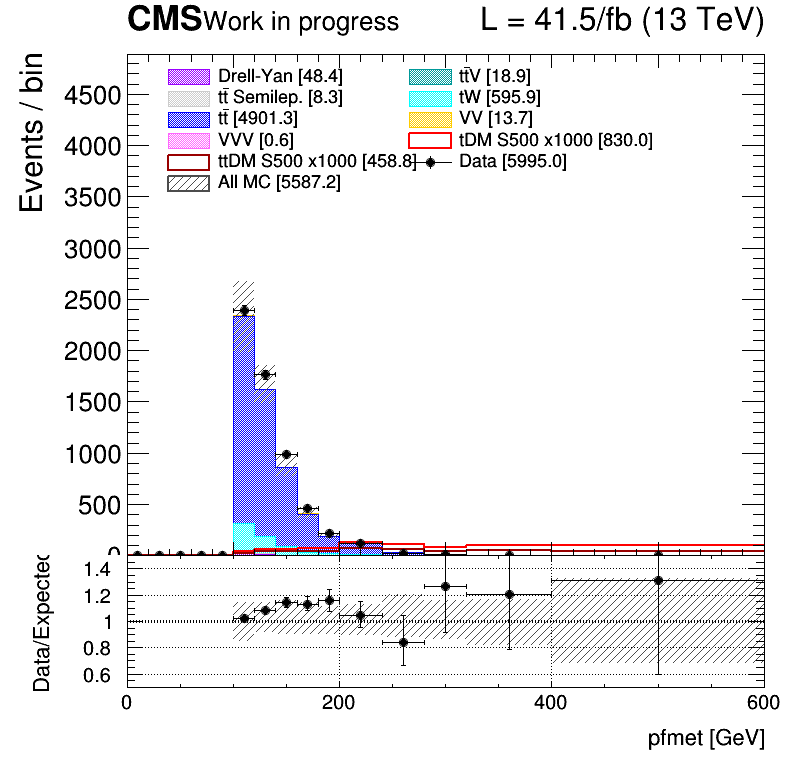 CMS Work in progress L = 41.5/fb (13 TeV)
Events / bin
Drell-Yan [48.4] tt̄V [18.9]
tt̄ Semilep. [8.3] tW [595.9]
tt̄ [4901.3] VV [13.7]
VVV [0.6] tDM S500 x1000 [830.0]
ttDM S500 x1000 [458.8] Data [5995.0]
All MC [5587.2]
4500
4000
3500
3000
2500
2000
1500
1000
500
0
Data/Expected
1.4
1.2
1
0.8
0.6
0 200 400 600
pfmet [GeV]